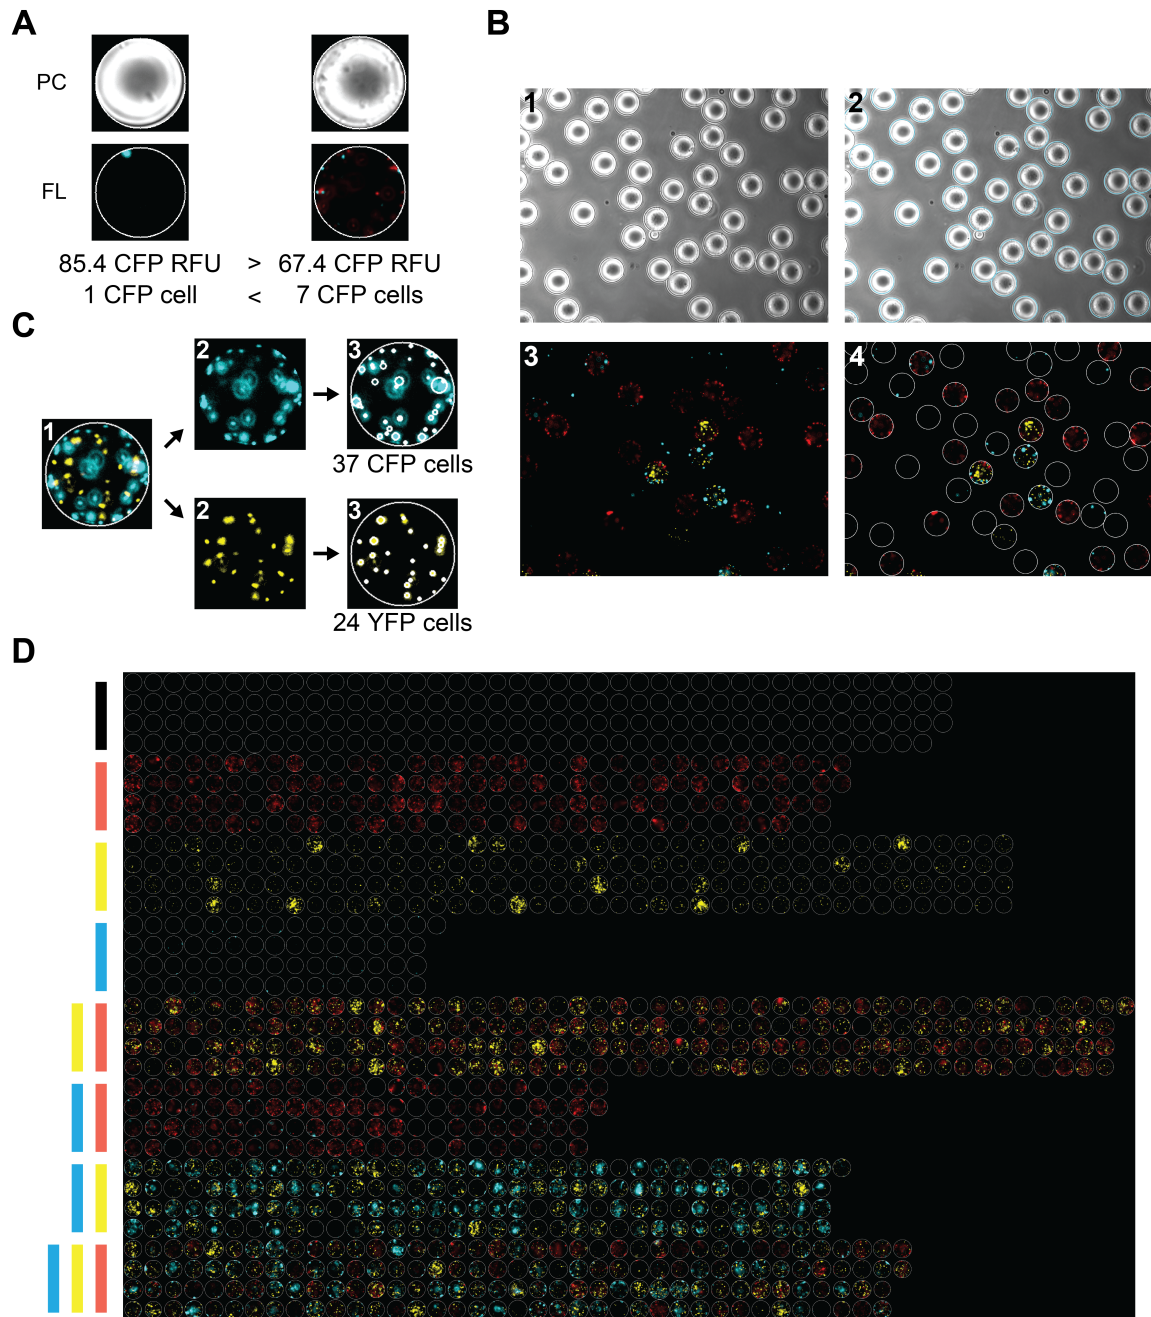 A
B
PC
FL
85.4 CFP RFU > 67.4 CFP RFU
1 CFP cell < 7 CFP cells
1
2
3
4
C
1
2
3
37 CFP cells
2
3
24 YFP cells
D